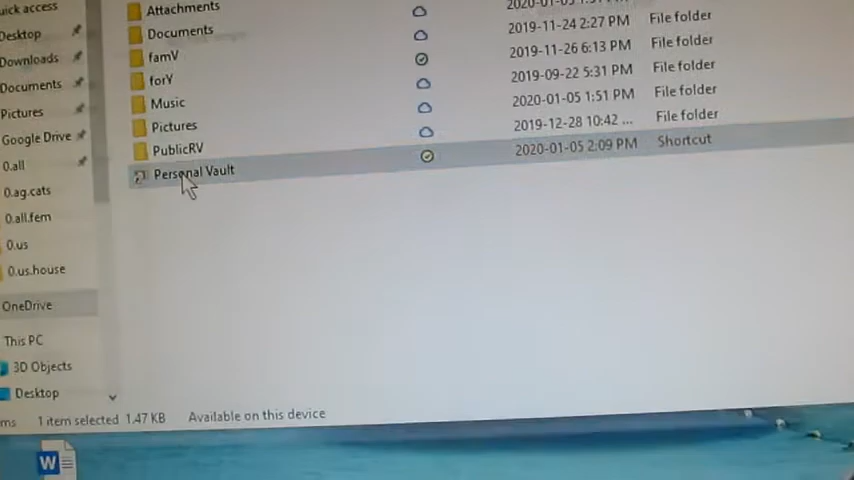 Quick access
Desktop
Downloads
Documents
Pictures
Google Drive
0.all
0.ag.cats
0.all.fem
0.us
0.us.house
OneDrive
This PC
3D Objects
Desktop
Attachments
Documents 2019-11-24 2:27 PM File folder
famV 2019-11-26 6:13 PM File folder
forY 2019-09-22 5:31 PM File folder
Music 2020-01-05 1:51 PM File folder
Pictures 2019-12-28 10:42 ... File folder
PublicRV
Personal Vault 2020-01-05 2:09 PM Shortcut
1 item selected 1.47 KB Available on this device
W